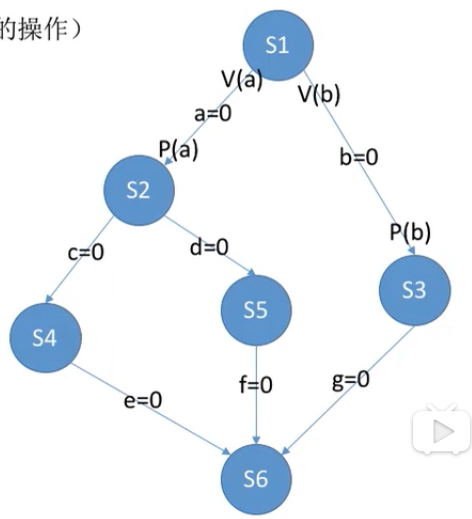 的操作）
S1
V(a)
V(b)
a=0
P(a)
b=0
S2
P(b)
c=0
d=0
S3
S5
S4
f=0
g=0
e=0
S6